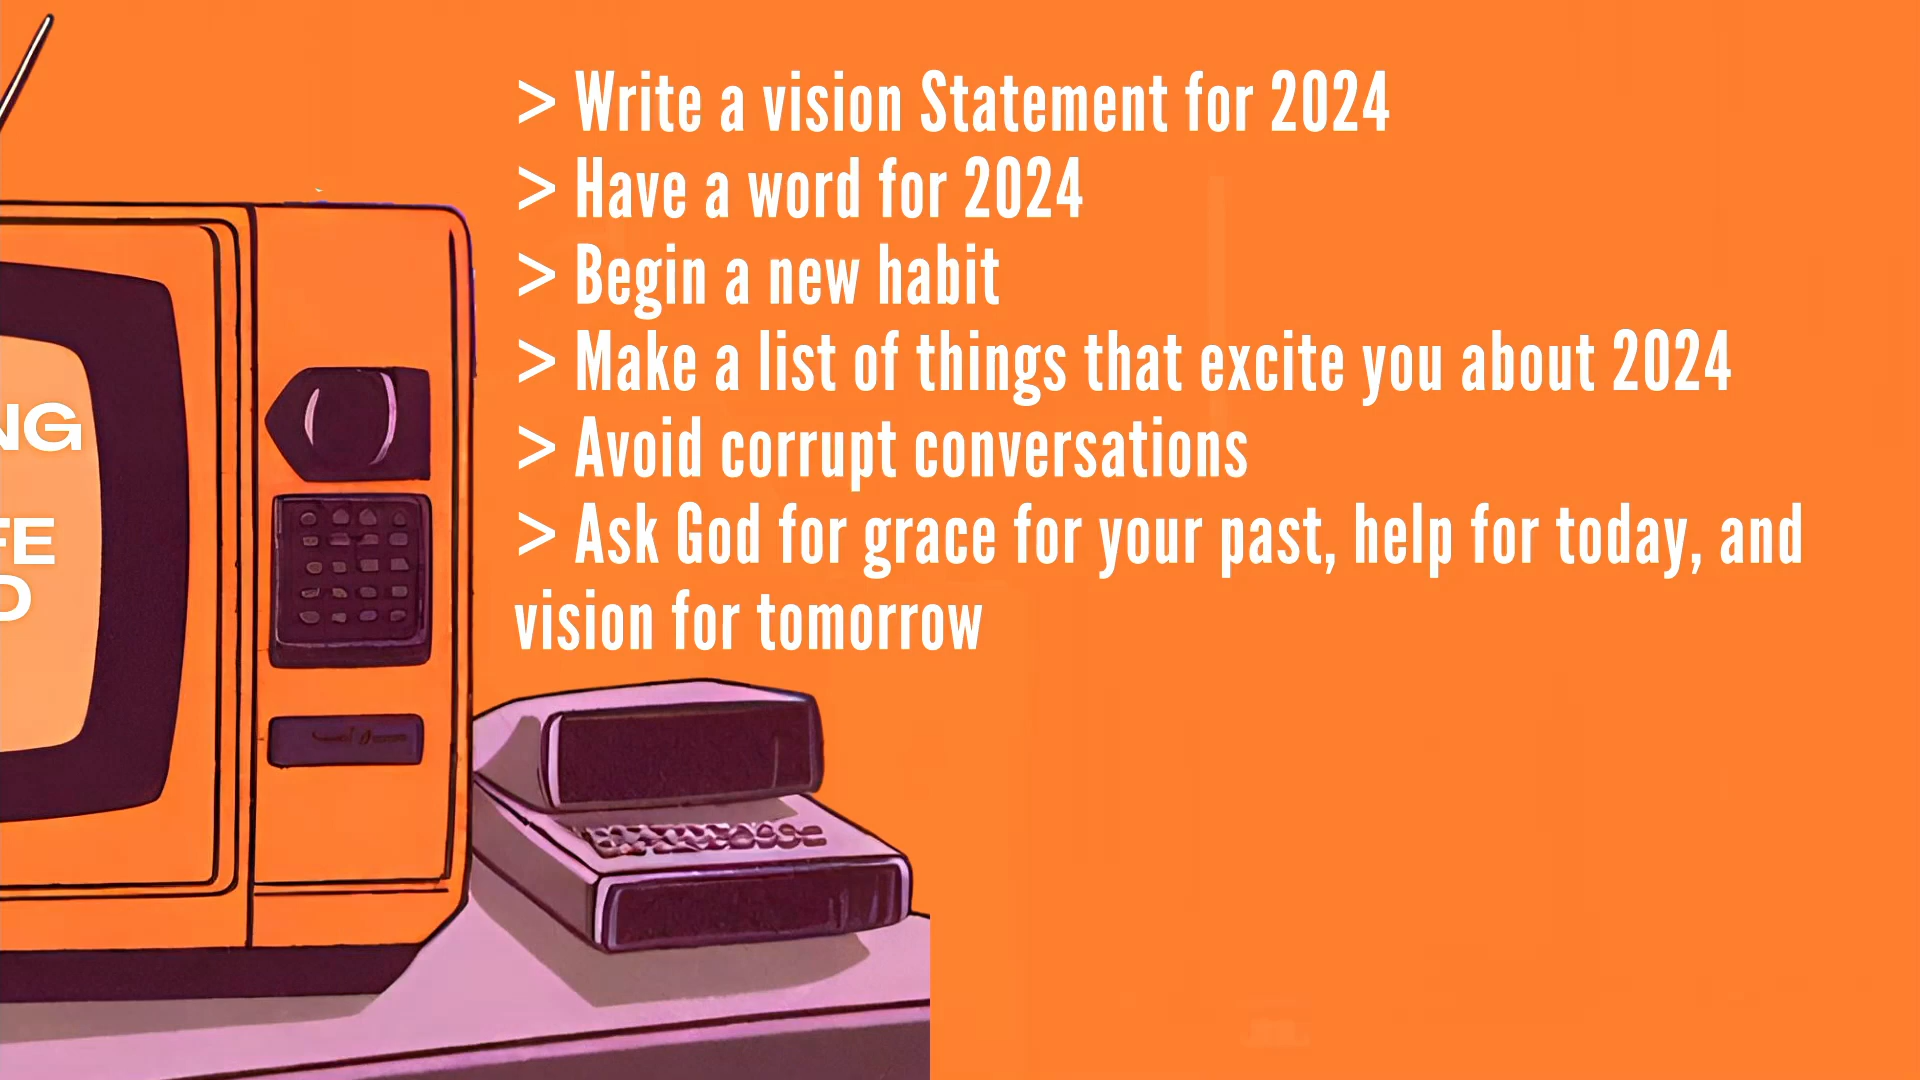 > Write a vision Statement for 2024
> Have a word for 2024
> Begin a new habit
> Make a list of things that excite you about 2024
> Avoid corrupt conversations
> Ask God for grace for your past, help for today, and
vision for tomorrow